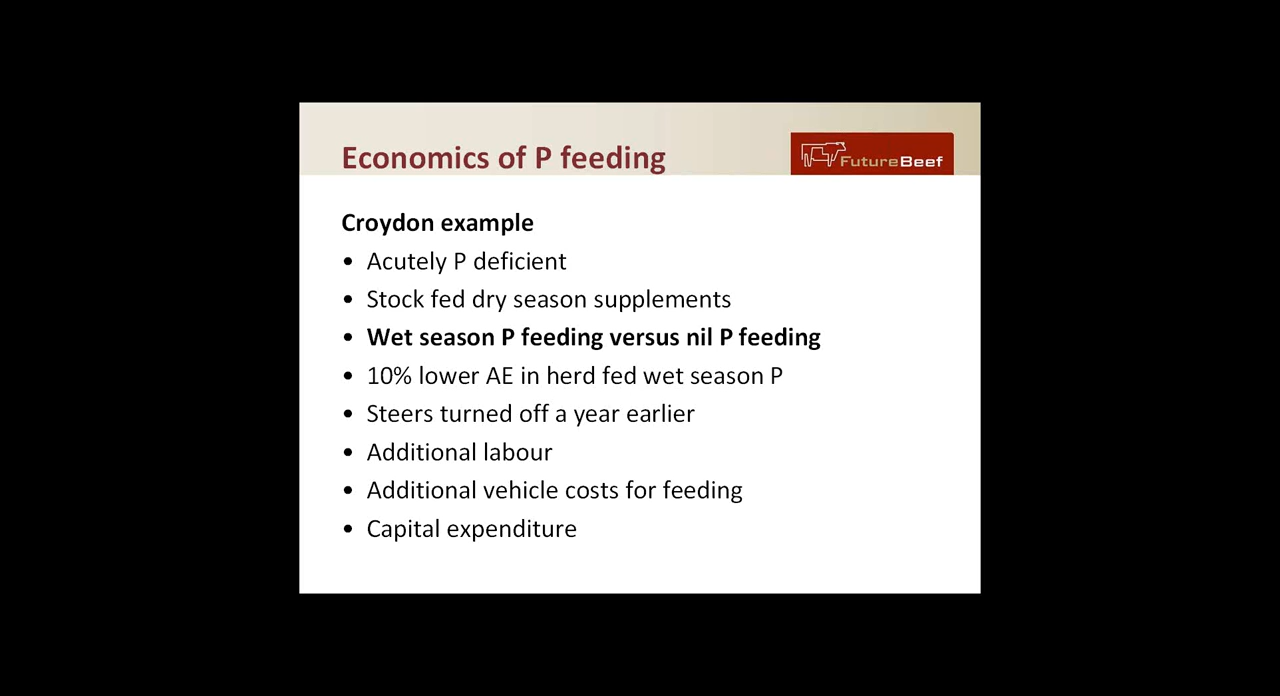 Economics of P feeding
FutureBeef
Croydon example
• Acutely P deficient
• Stock fed dry season supplements
• Wet season P feeding versus nil P feeding
• 10% lower AE in herd fed wet season P
• Steers turned off a year earlier
• Additional labour
• Additional vehicle costs for feeding
• Capital expenditure